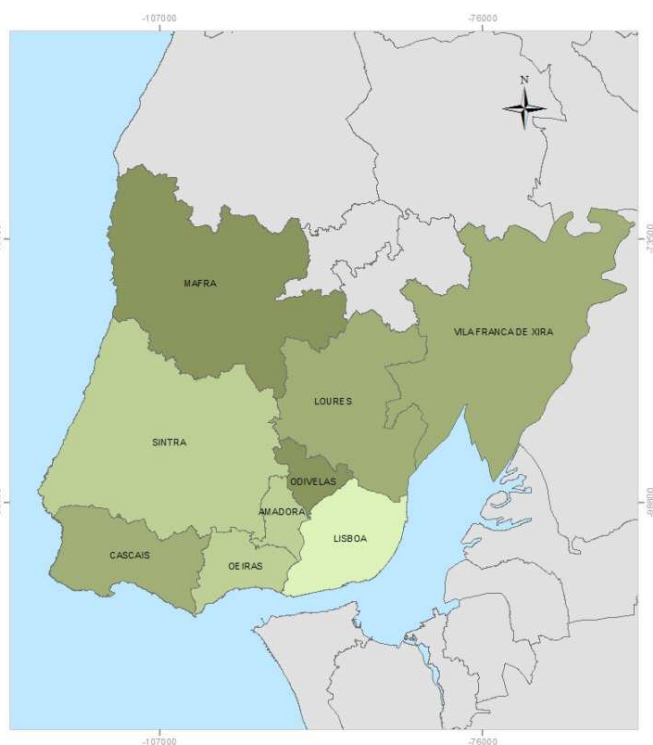 -107000
-76000
N
MAFRA
VILA FRANCA DE XIRA
LOURES
SINTRA
ODIVELAS
AMADORA
LISBOA
CASCAIS
OEIRAS
-107000
-76000